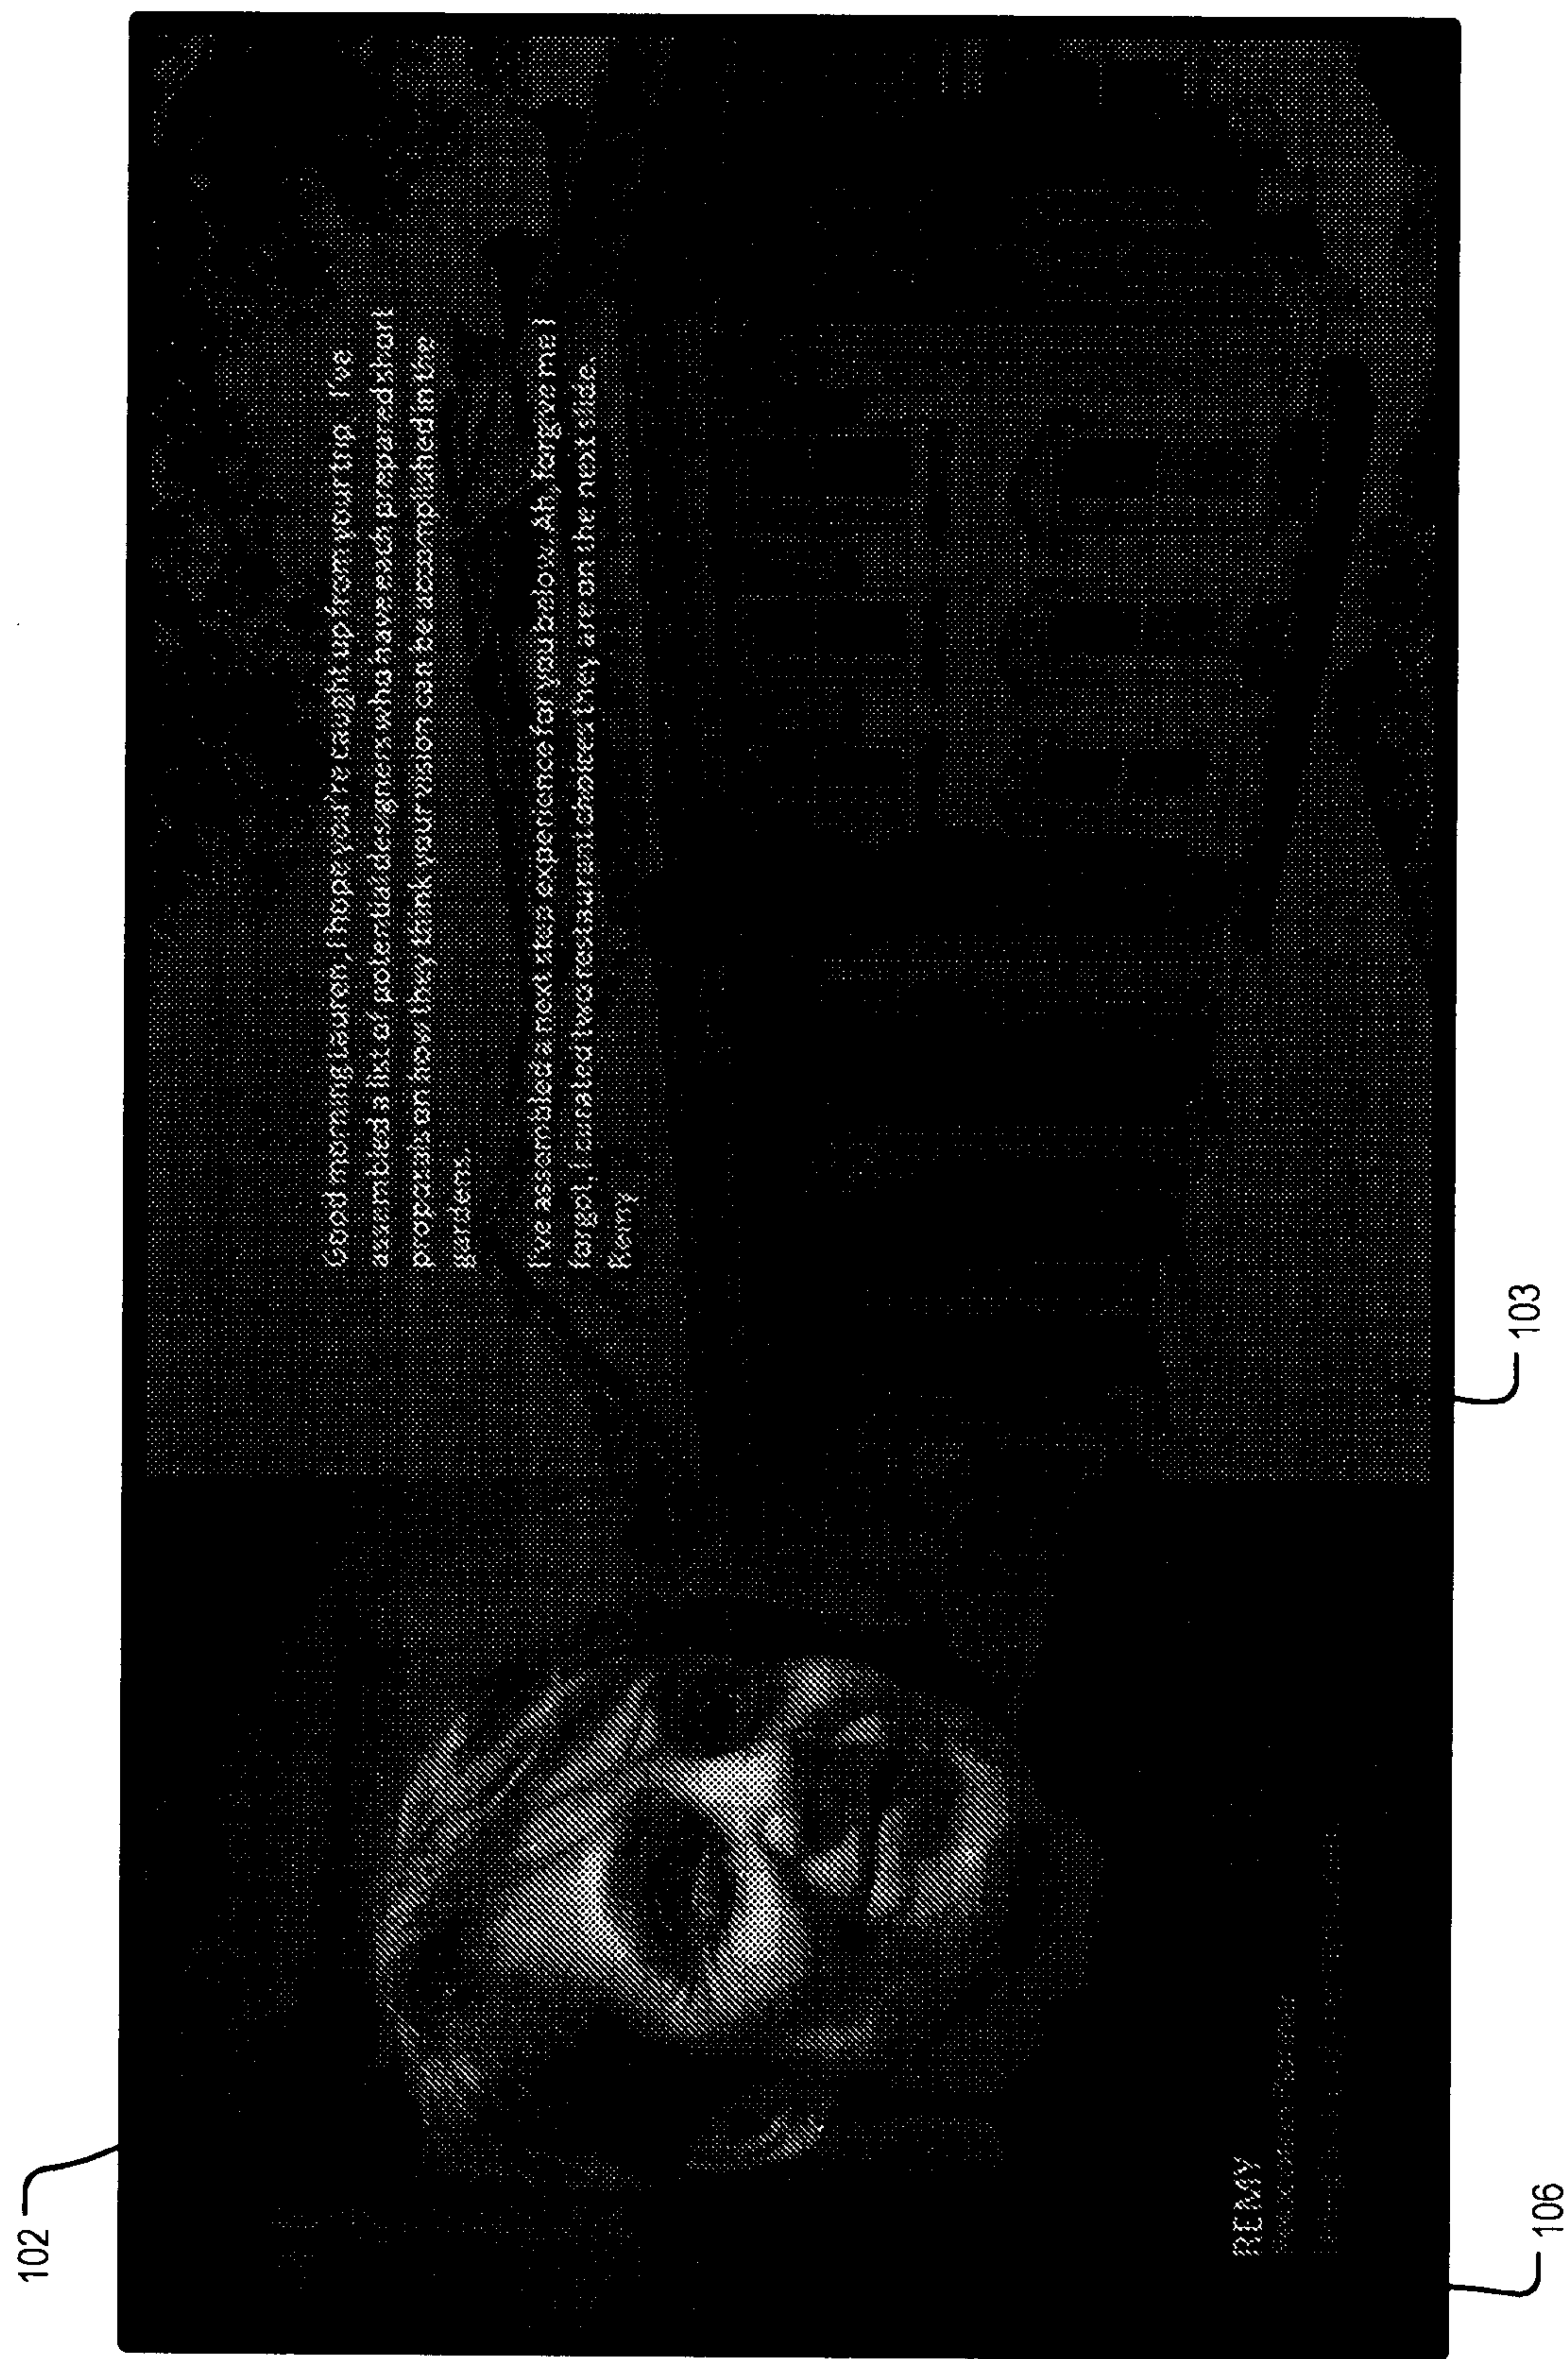 102
Good morning Lauren, I hope you're caught up from your trip. I've
assembled a list of potential designers who have each prepared short
proposals on how they think your vision can be accomplished in the
gardens.
I've assembled a next step experience for you below. Ah, forgive me I
forgot, I curated two restaurant choices they are on the next slide.
Remy
REMY
106
103